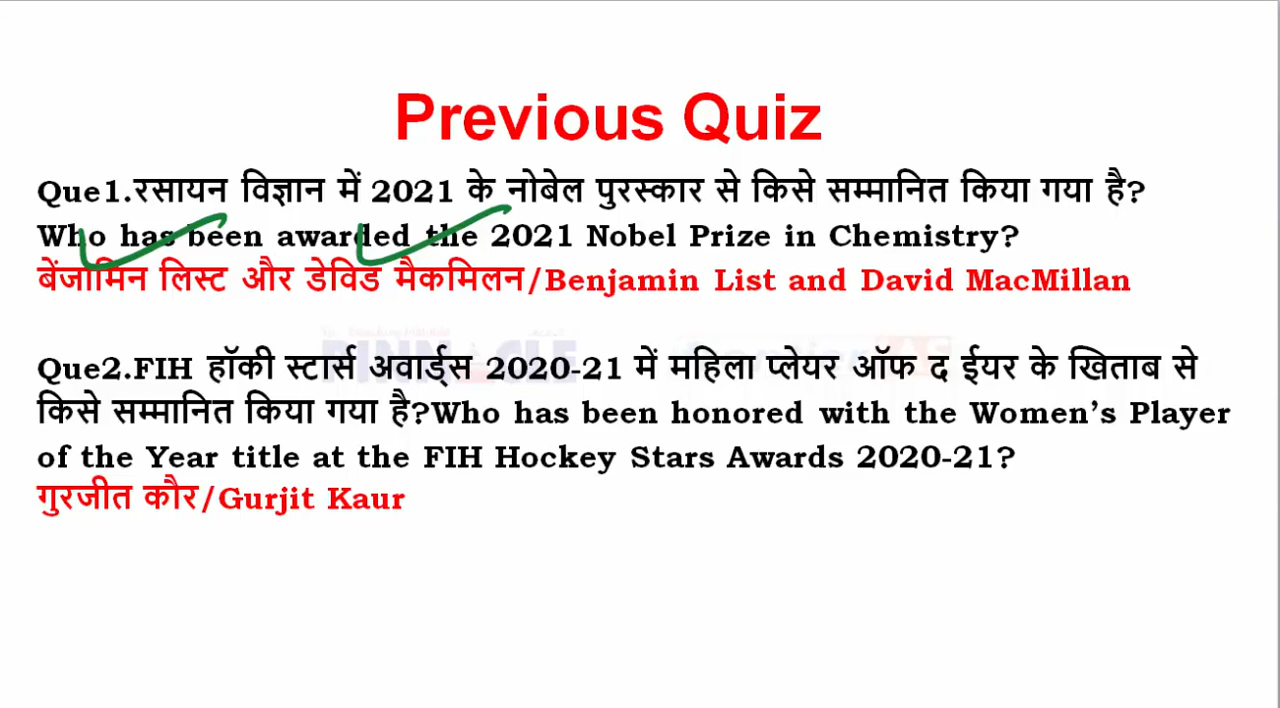 Previous Quiz
Que1.रसायन विज्ञान में 2021 के नोबेल पुरस्कार से किसे सम्मानित किया गया है?
Who has been awarded the 2021 Nobel Prize in Chemistry?
बेंजामिन लिस्ट और डेविड मैकमिलन/Benjamin List and David MacMillan
Que2.FIH हॉकी स्टार्स अवार्ड्स 2020-21 में महिला प्लेयर ऑफ द ईयर के खिताब से
किसे सम्मानित किया गया है?Who has been honored with the Women’s Player
of the Year title at the FIH Hockey Stars Awards 2020-21?
गुरजीत कौर/Gurjit Kaur
PINNACLE